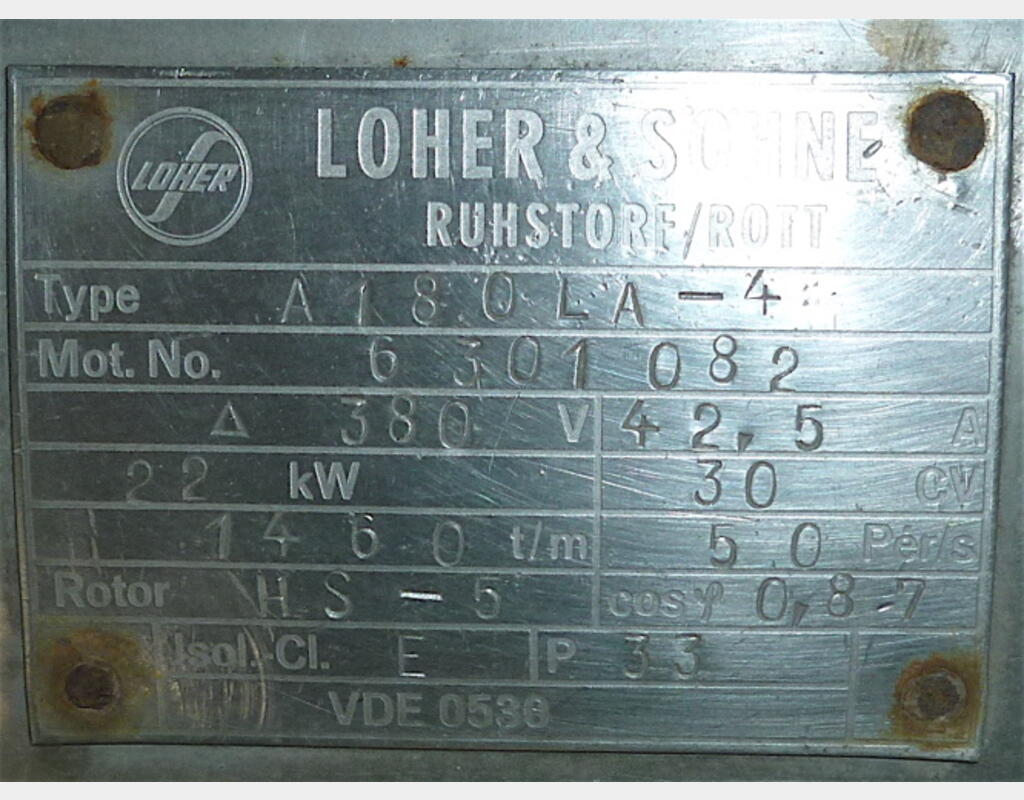 LOHER
LOHER & SÖHNE
RUHSTORF/ROTT
Type A180LA-4
Mot. No. 6301082
Δ 380 V 42,5 A
22 kW 30 CV
1460 t/m 50 Pér/s
Rotor HS-5 cosφ 0,87
Isol.-Cl. E P 33
VDE 0530